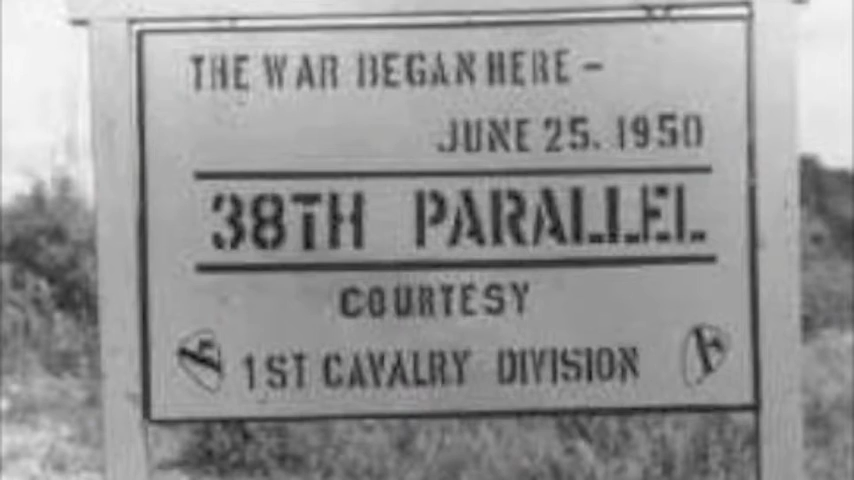 THE WAR BEGAN HERE –
JUNE 25. 1950
38TH PARALLEL
COURTESY
1ST CAVALRY DIVISION